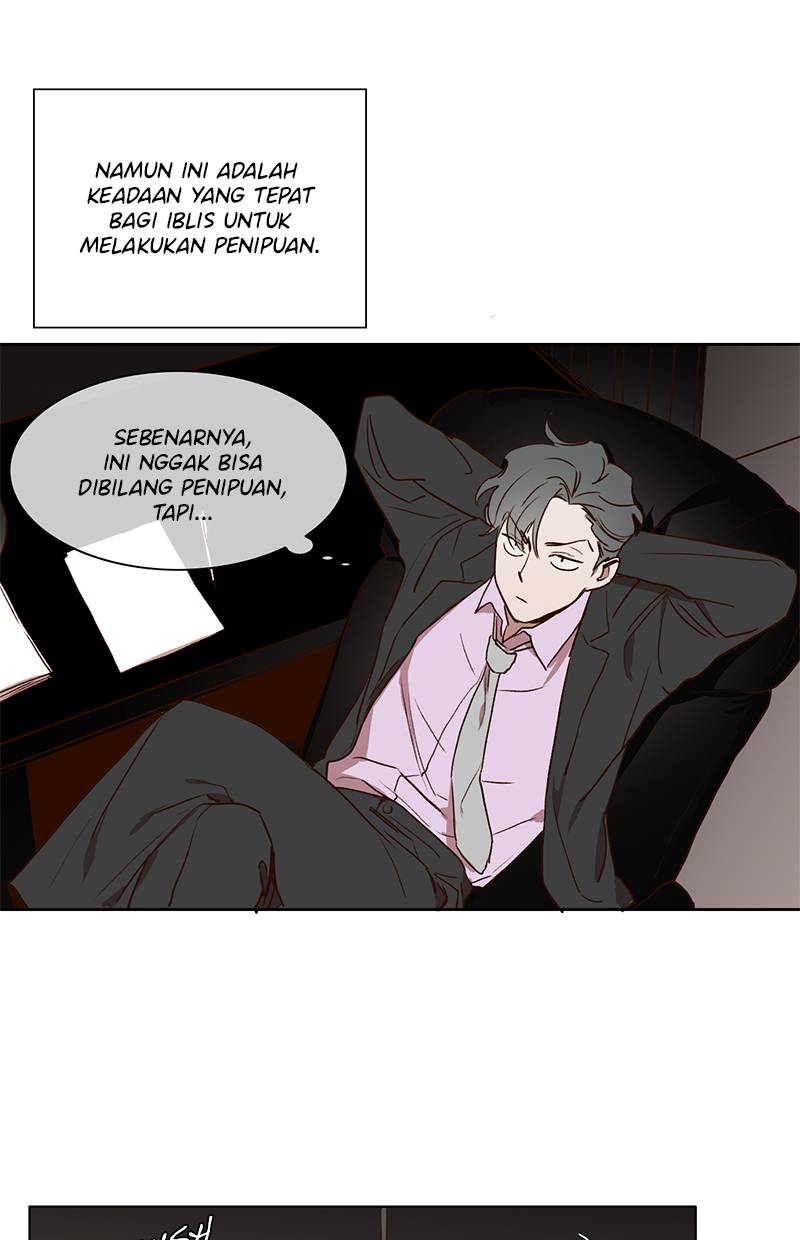 NAMUN INI ADALAH
KEADAAN YANG TEPAT
BAGI IBLIS UNTUK
MELAKUKAN PENIPUAN.
SEBENARNYA,
INI NGGAK BISA
DIBILANG PENIPUAN,
TAPI...